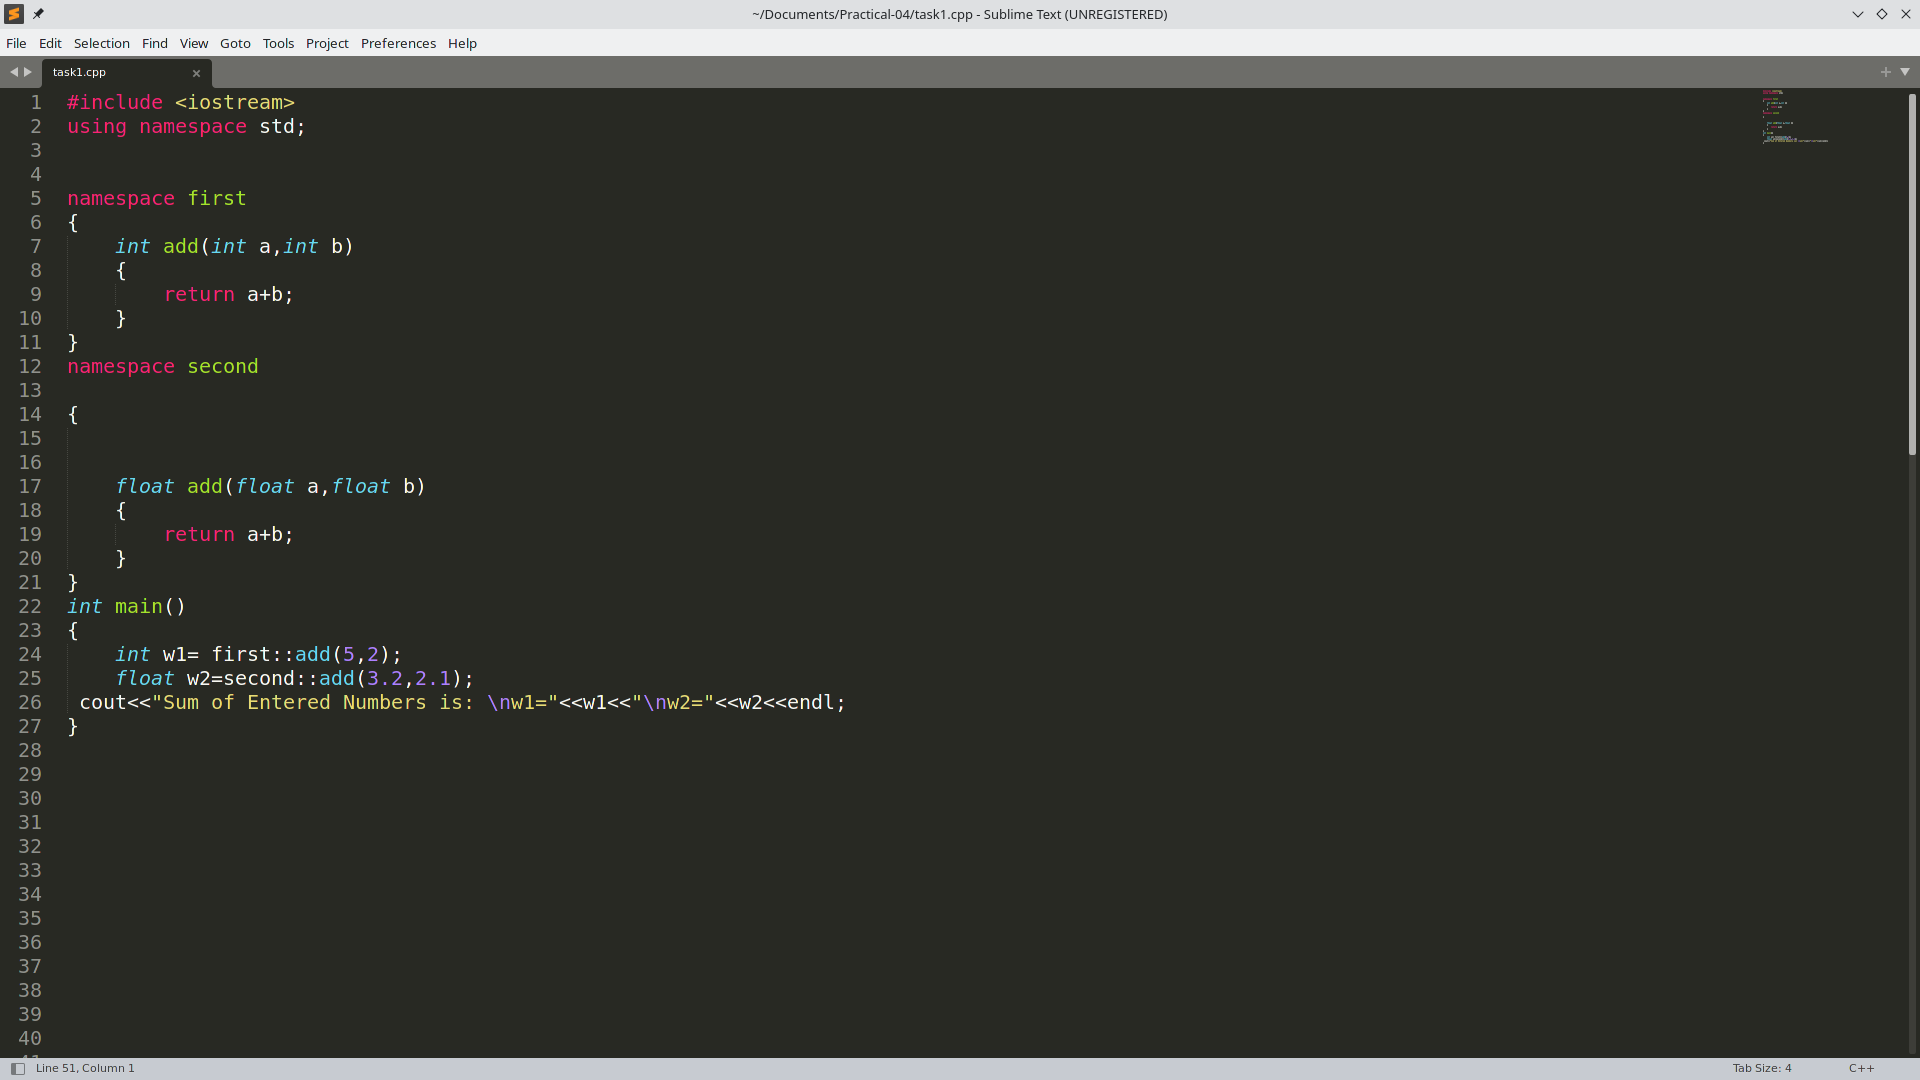 ~/Documents/Practical-04/task1.cpp - Sublime Text (UNREGISTERED)
File Edit Selection Find View Goto Tools Project Preferences Help
task1.cpp
1 #include <iostream>
2 using namespace std;
3
4
5 namespace first
6 {
7     int add(int a,int b)
8     {
9         return a+b;
10     }
11 }
12 namespace second
13
14 {
15
16
17     float add(float a,float b)
18     {
19         return a+b;
20     }
21 }
22 int main()
23 {
24     int w1= first::add(5,2);
25     float w2=second::add(3.2,2.1);
26  cout<<"Sum of Entered Numbers is: \nw1="<<w1<<"\nw2="<<w2<<endl;
27 }
28
29
30
31
32
33
34
35
36
37
38
39
40
Line 51, Column 1
Tab Size: 4
C++